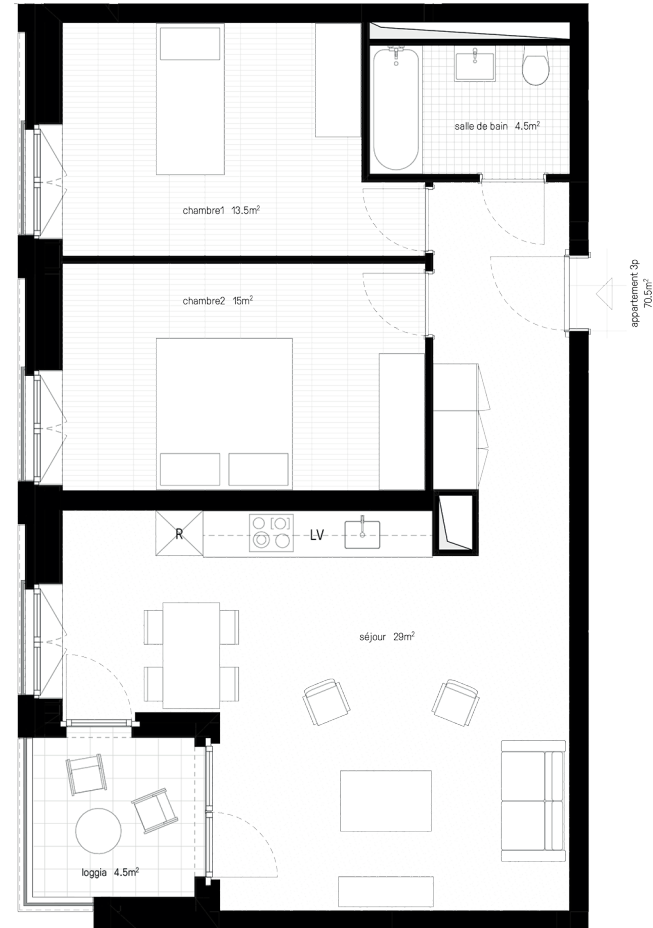 salle de bain 4.5m²
chambre1 13.5m²
appartement 3p
70.5m²
chambre2 15m²
R
LV
séjour 29m²
loggia 4.5m²